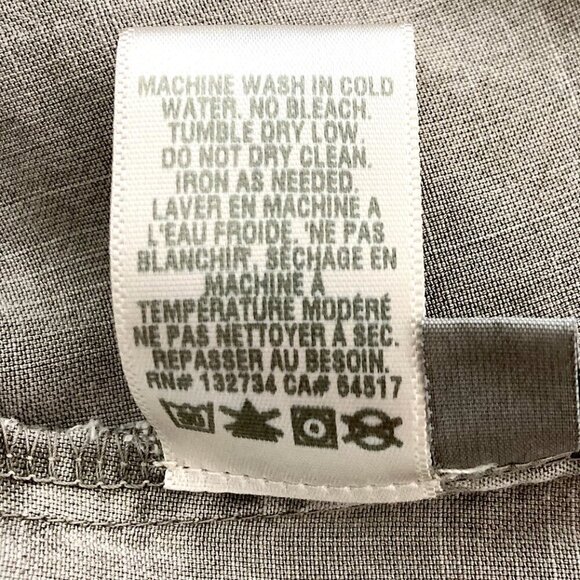 MACHINE WASH IN COLD
WATER. NO BLEACH.
TUMBLE DRY LOW.
DO NOT DRY CLEAN.
IRON AS NEEDED.
LAVER EN MACHINE A
L'EAU FROIDE. NE PAS
BLANCHIR, SÉCHAGE EN
MACHINE À
TEMPÉRATURE MODÉRÉ
NE PAS NETTOYER À SEC.
REPASSER AU BESOIN.
RN# 132734 CA# 54517